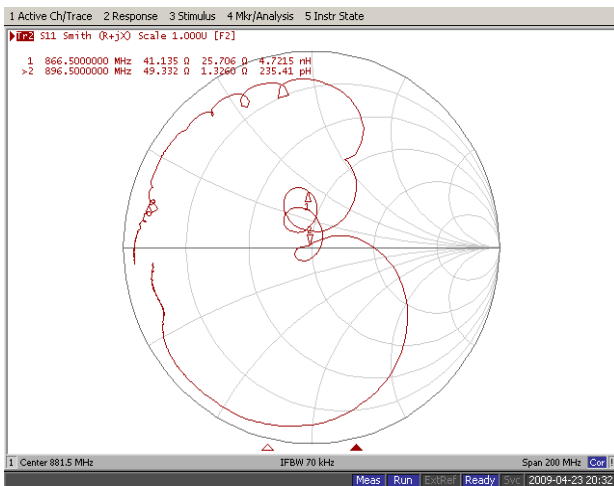 1 Active Ch/Trace 2 Response 3 Stimulus 4 Mkr/Analysis 5 Instr State
Tr2 S11 Smith (R+jX) Scale 1.000U [F2]
1 866.5000000 MHz 41.135 Ω 25.706 Ω 4.7215 nH
>2 896.5000000 MHz 49.332 Ω 1.3260 Ω 235.41 pH
1
2
1 Center 881.5 MHz IFBW 70 kHz Span 200 MHz Cor !
Meas Run ExtRef Ready Svc 2009-04-23 20:32